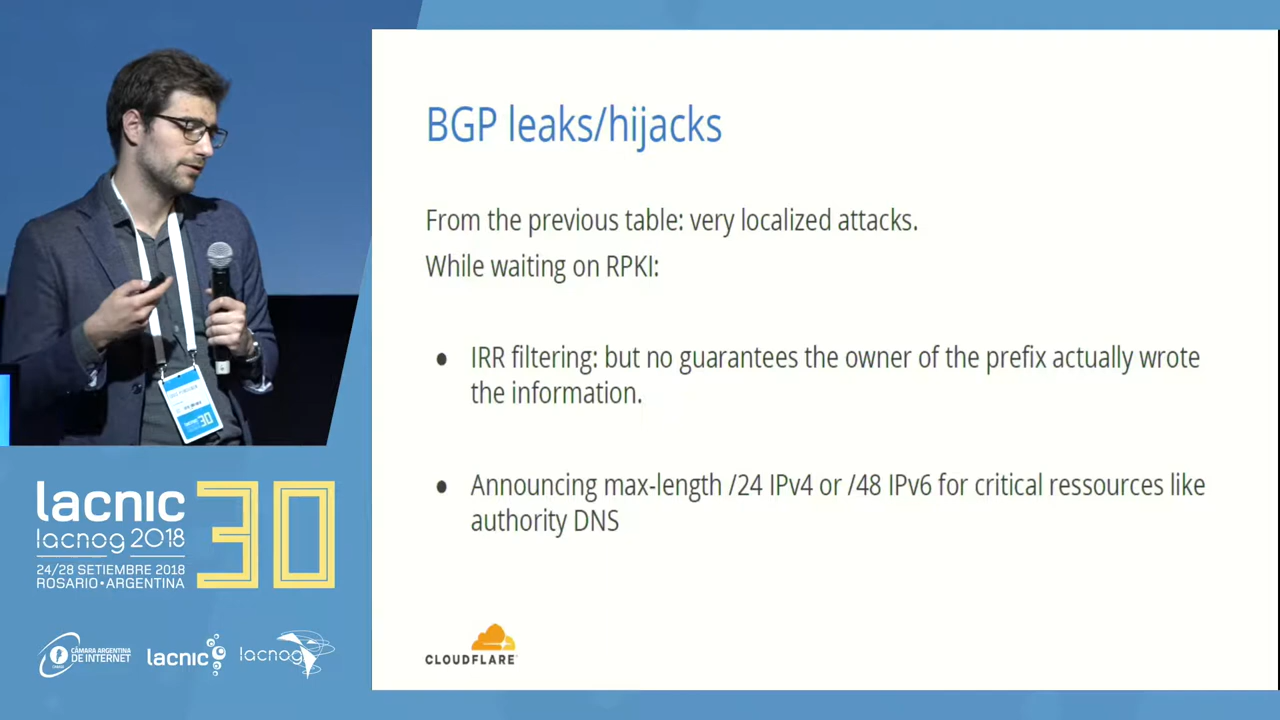 BGP leaks/hijacks
From the previous table: very localized attacks.
While waiting on RPKI:
● IRR filtering: but no guarantees the owner of the prefix actually wrote
the information.
● Announcing max-length /24 IPv4 or /48 IPv6 for critical ressources like
authority DNS
CLOUDFLARE
lacnic 30
lacnog 2018
24/28 SETIEMBRE 2018
ROSARIO•ARGENTINA
CÁMARA ARGENTINA
DE INTERNET
lacnic
lacnog